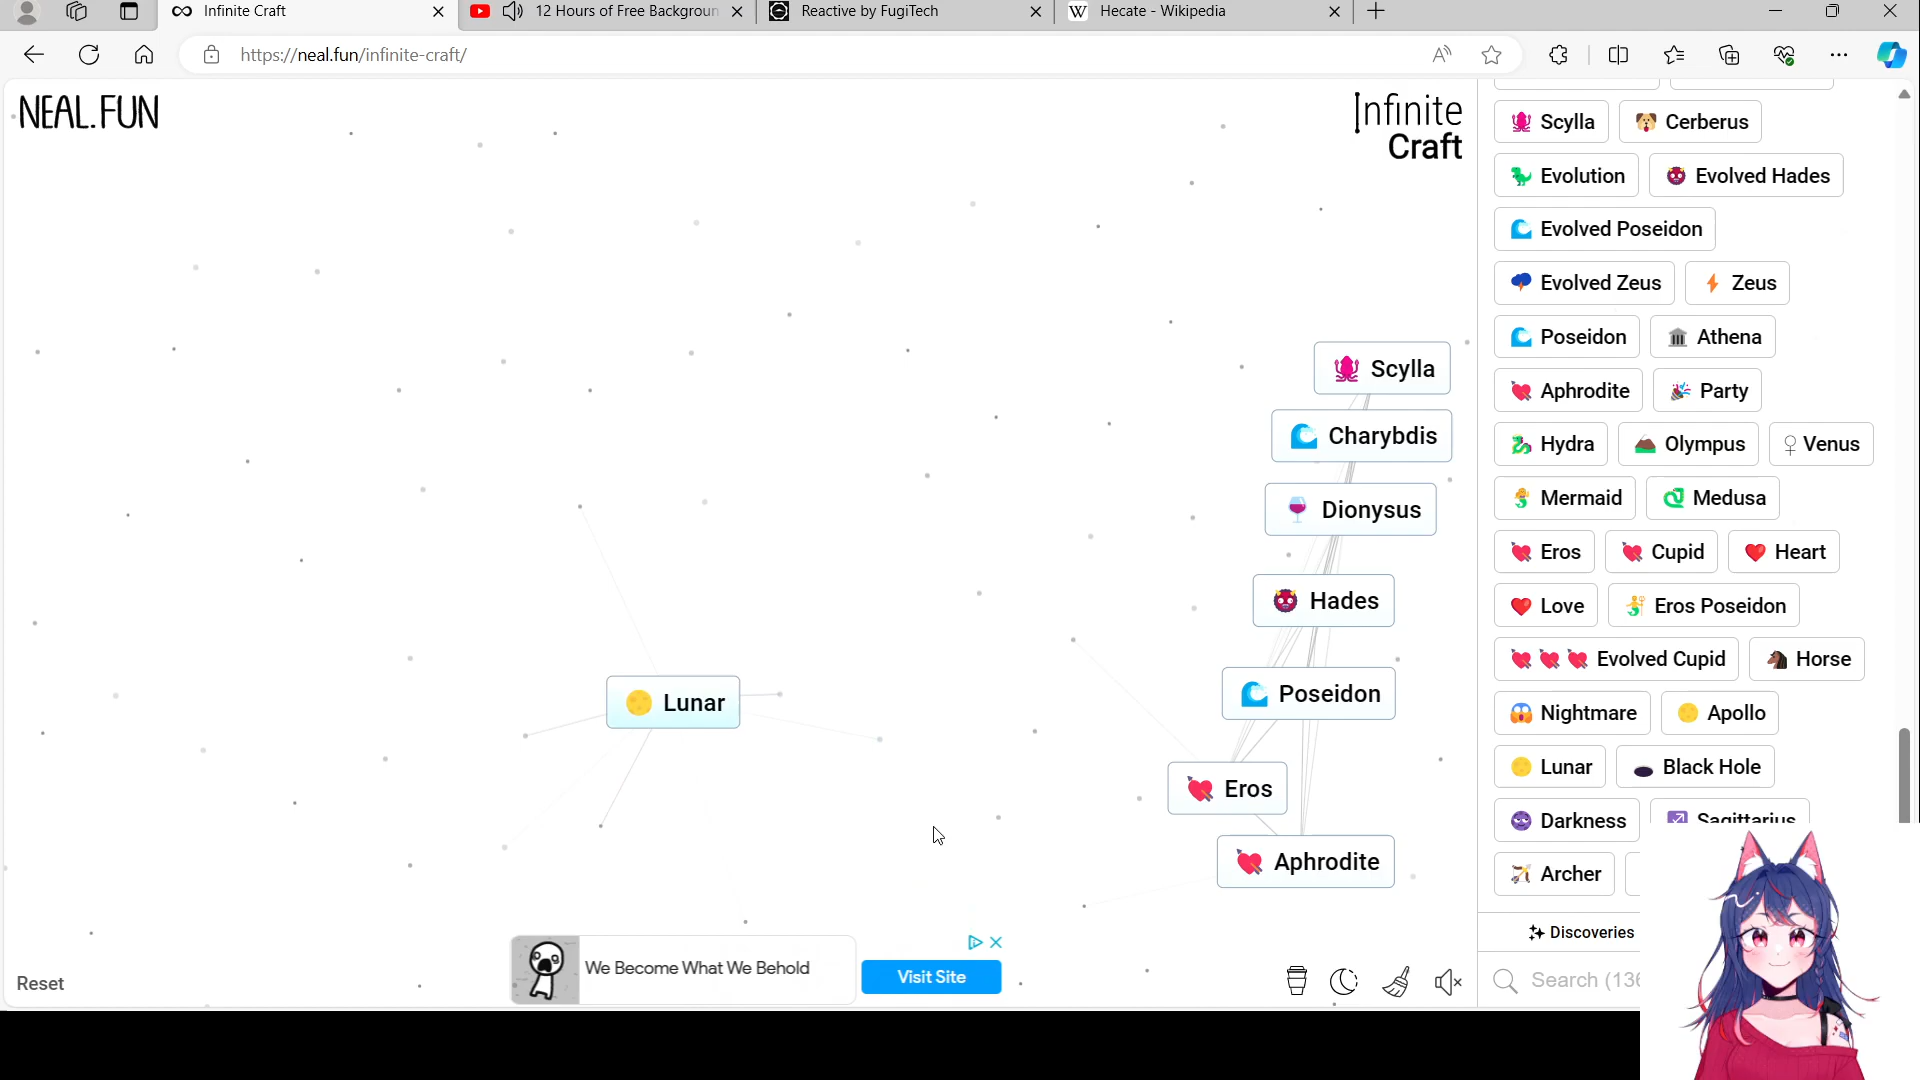 Infinite Craft
12 Hours of Free Backgroun
Reactive by FugiTech
Hecate - Wikipedia
https://neal.fun/infinite-craft/
NEAL.FUN
Infinite
Craft
Scylla
Charybdis
Dionysus
Hades
Poseidon
Eros
Aphrodite
Lunar
Scylla Cerberus
Evolution Evolved Hades
Evolved Poseidon
Evolved Zeus Zeus
Poseidon Athena
Aphrodite Party
Hydra Olympus Venus
Mermaid Medusa
Eros Cupid Heart
Love Eros Poseidon
Evolved Cupid Horse
Nightmare Apollo
Lunar Black Hole
Darkness Sagittarius
Archer
Discoveries
Search (136
We Become What We Behold
Visit Site
Reset